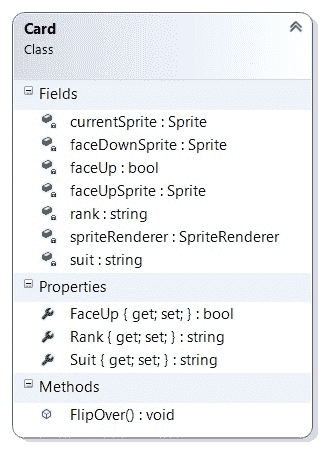 Card
Class
Fields
currentSprite : Sprite
faceDownSprite : Sprite
faceUp : bool
faceUpSprite : Sprite
rank : string
spriteRenderer : SpriteRenderer
suit : string
Properties
FaceUp { get; set; } : bool
Rank { get; set; } : string
Suit { get; set; } : string
Methods
FlipOver() : void